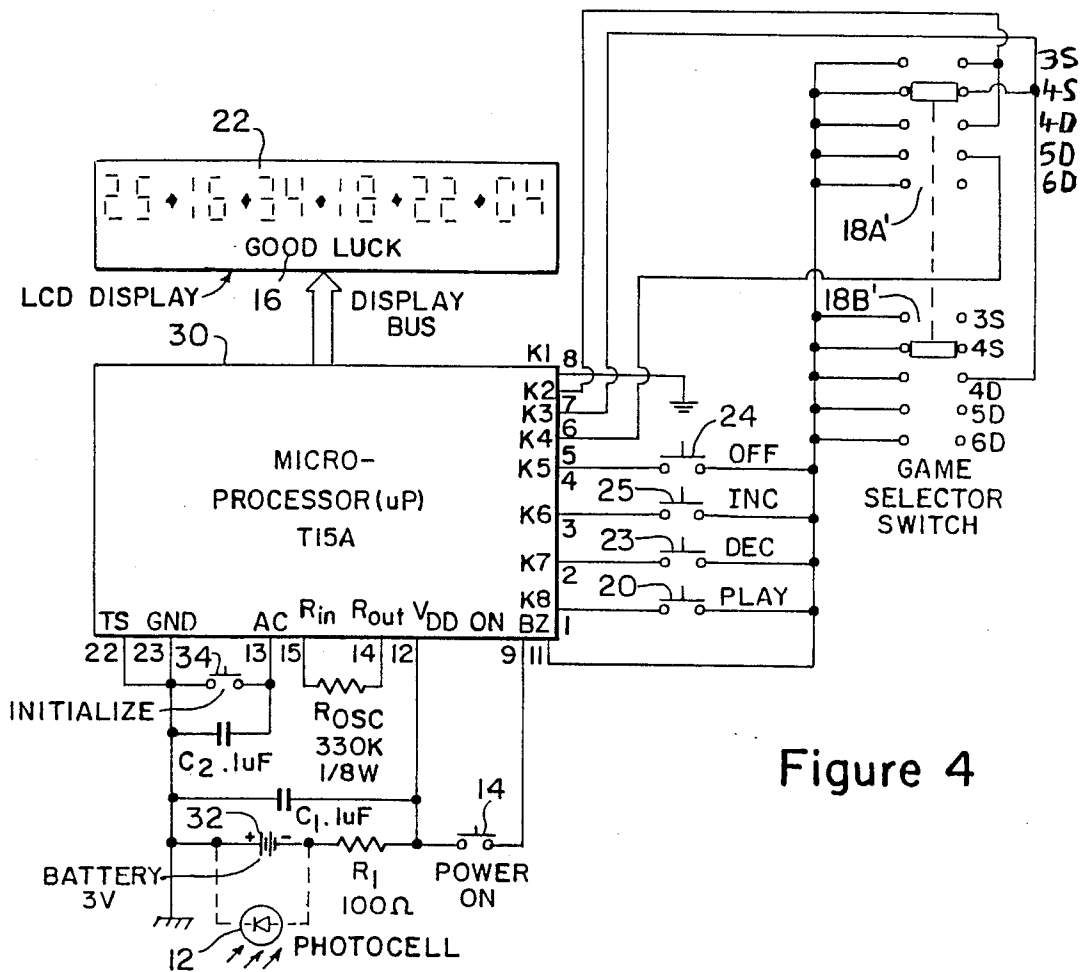 22
25 ♦ 16 ♦ 34 ♦ 18 ♦ 22 ♦ 04
GOOD LUCK
LCD DISPLAY
16
DISPLAY
BUS
30
MICRO-
PROCESSOR (uP)
T15A
K1 8
K2 7
K3 6
K4 5
K5 4
K6 3
K7 2
K8 1
BZ
TS GND AC Rin Rout VDD ON
22 23 13 15 14 12 9 11
34
INITIALIZE
C2 .1uF
ROSC
330K
1/8W
C1 .1uF
32
+ -
BATTERY
3V
R1
100Ω
14
POWER
ON
12
PHOTOCELL
24
OFF
25
INC
23
DEC
20
PLAY
3S
4S
4D
5D
6D
18A'
18B'
3S
4S
4D
5D
6D
GAME
SELECTOR
SWITCH
Figure 4